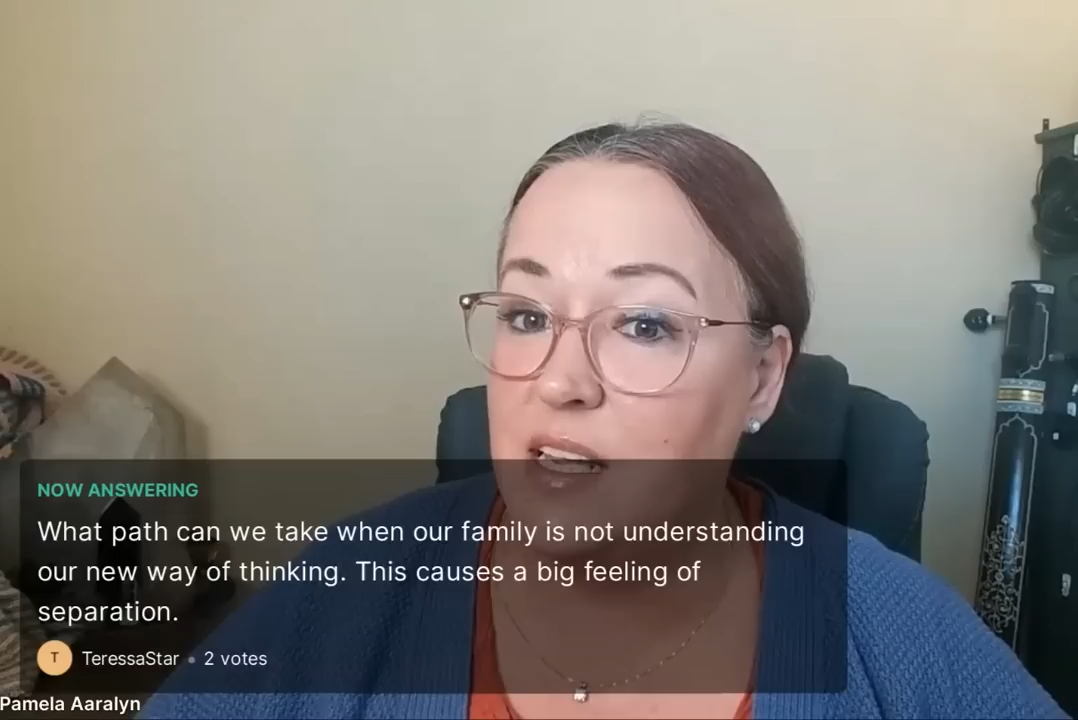 NOW ANSWERING
What path can we take when our family is not understanding
our new way of thinking. This causes a big feeling of
separation.
T TeressaStar • 2 votes
Pamela Aaralyn